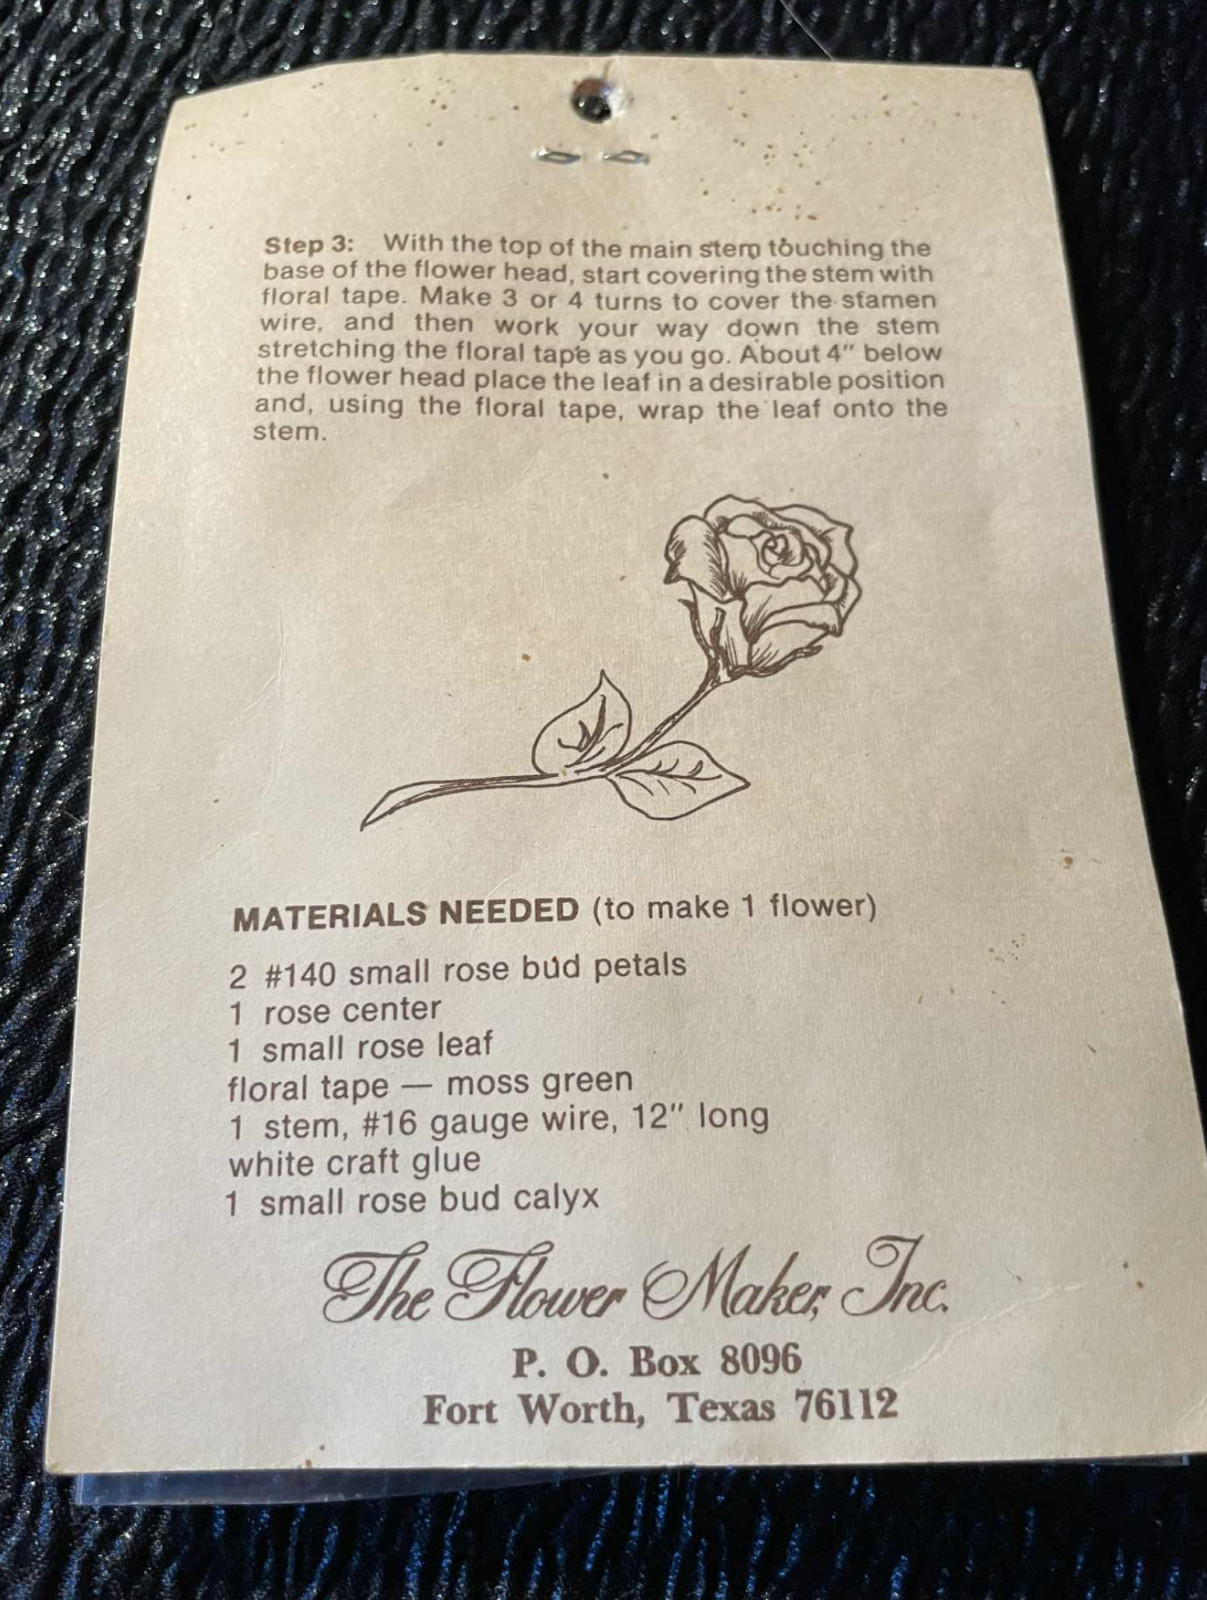 Step 3: With the top of the main stem touching the
base of the flower head, start covering the stem with
floral tape. Make 3 or 4 turns to cover the stamen
wire, and then work your way down the stem
stretching the floral tape as you go. About 4" below
the flower head place the leaf in a desirable position
and, using the floral tape, wrap the leaf onto the
stem.
MATERIALS NEEDED (to make 1 flower)
2 #140 small rose bud petals
1 rose center
1 small rose leaf
floral tape — moss green
1 stem, #16 gauge wire, 12" long
white craft glue
1 small rose bud calyx
The Flower Maker, Inc.
P. O. Box 8096
Fort Worth, Texas 76112